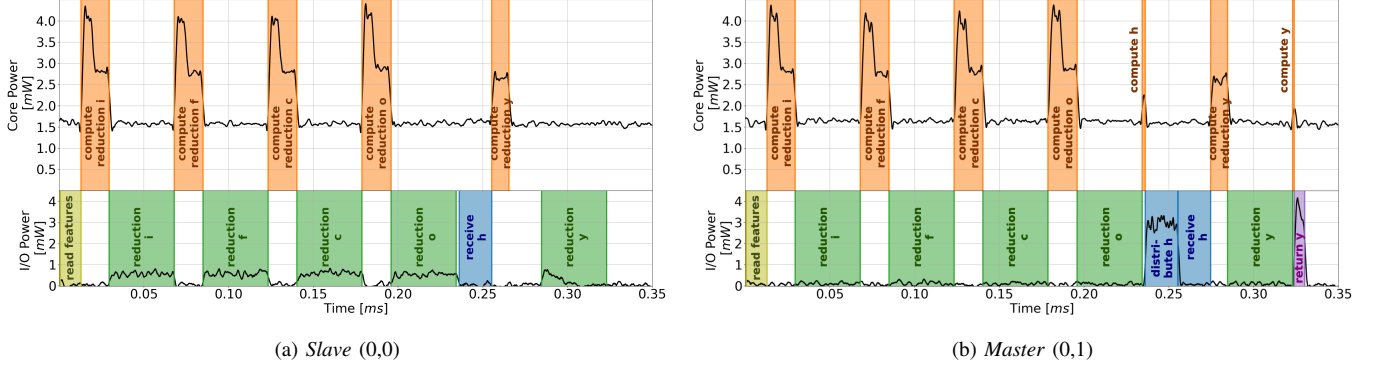 Core Power
[mW]
4.0
3.5
3.0
2.5
2.0
1.5
1.0
0.5
compute
reduction i
compute
reduction f
compute
reduction c
compute
reduction o
compute
reduction y
I/O Power
[mW]
4
3
2
1
0
read features
reduction
i
reduction
f
reduction
c
reduction
o
receive
h
reduction
y
0.05
0.10
0.15
0.20
0.25
0.30
0.35
Time [ms]
(a) Slave (0,0)
Core Power
[mW]
4.0
3.5
3.0
2.5
2.0
1.5
1.0
0.5
compute
reduction i
compute
reduction f
compute
reduction c
compute
reduction o
compute h
compute
reduction y
compute y
I/O Power
[mW]
4
3
2
1
0
read features
reduction
i
reduction
f
reduction
c
reduction
o
distri-
bute h
receive
h
reduction
y
return y
0.05
0.10
0.15
0.20
0.25
0.30
0.35
Time [ms]
(b) Master (0,1)